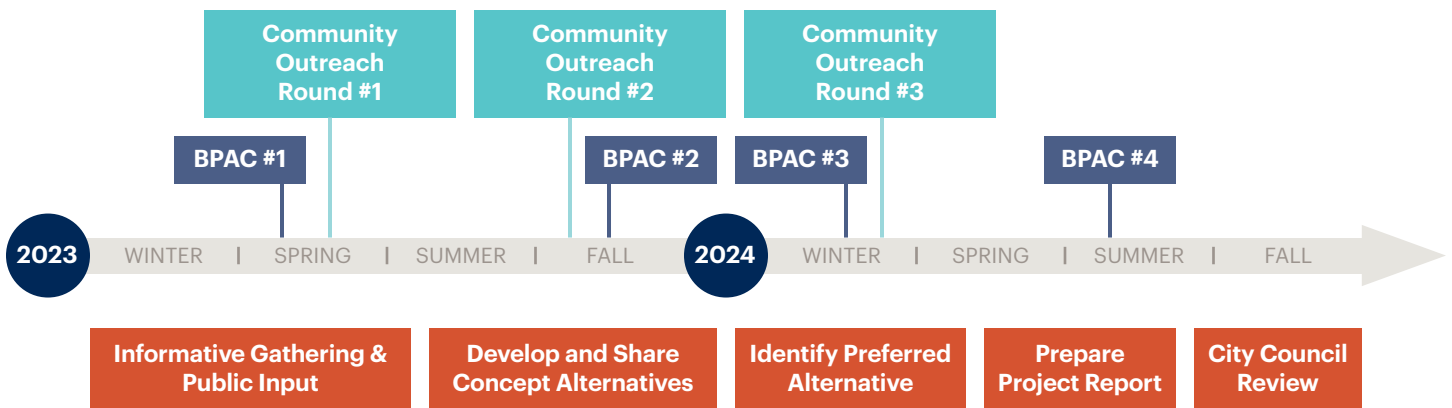 Community
Outreach
Round #1
Community
Outreach
Round #2
Community
Outreach
Round #3
BPAC #1
BPAC #2
BPAC #3
BPAC #4
2023
WINTER | SPRING | SUMMER | FALL
2024
WINTER | SPRING | SUMMER | FALL
Informative Gathering &
Public Input
Develop and Share
Concept Alternatives
Identify Preferred
Alternative
Prepare
Project Report
City Council
Review